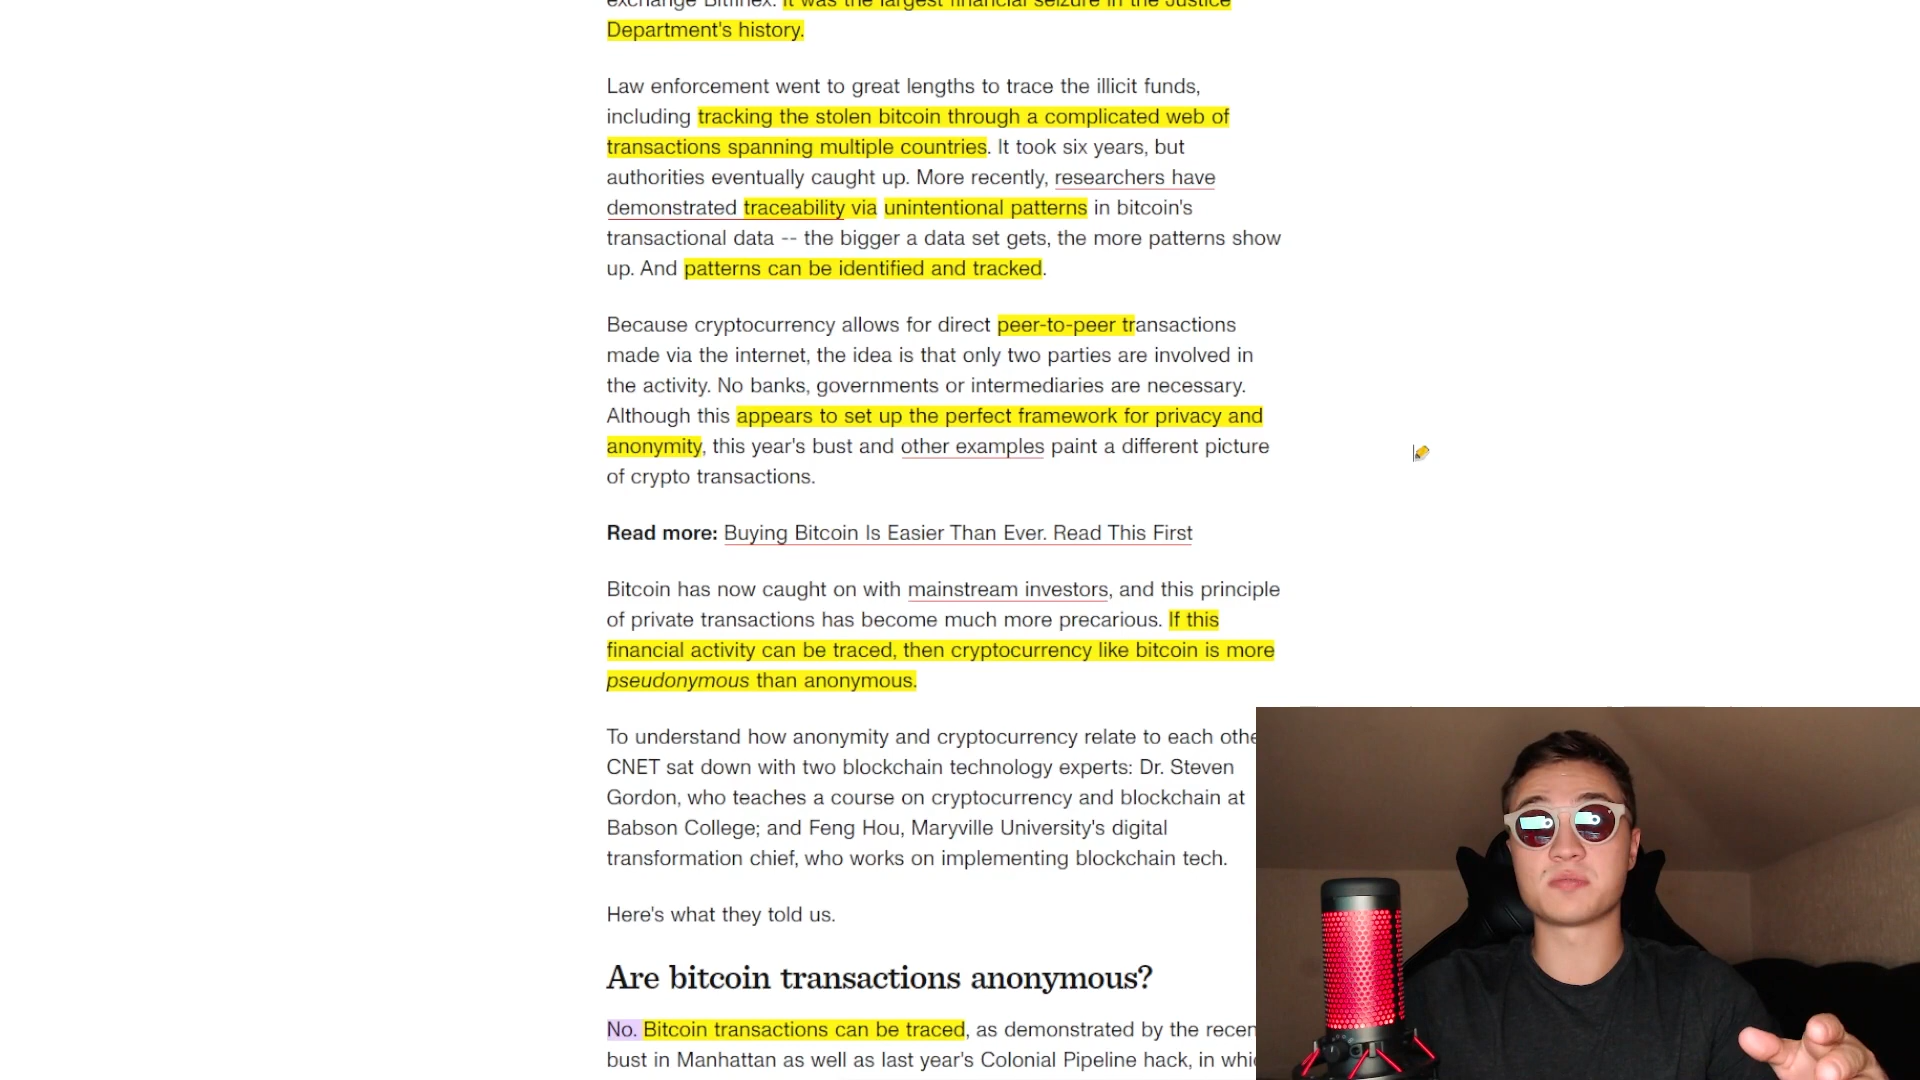 exchange Bitfinex. It was the largest financial seizure in the Justice
Department's history.
Law enforcement went to great lengths to trace the illicit funds,
including tracking the stolen bitcoin through a complicated web of
transactions spanning multiple countries. It took six years, but
authorities eventually caught up. More recently, researchers have
demonstrated traceability via unintentional patterns in bitcoin's
transactional data -- the bigger a data set gets, the more patterns show
up. And patterns can be identified and tracked.
Because cryptocurrency allows for direct peer-to-peer transactions
made via the internet, the idea is that only two parties are involved in
the activity. No banks, governments or intermediaries are necessary.
Although this appears to set up the perfect framework for privacy and
anonymity, this year's bust and other examples paint a different picture
of crypto transactions.
Read more: Buying Bitcoin Is Easier Than Ever. Read This First
Bitcoin has now caught on with mainstream investors, and this principle
of private transactions has become much more precarious. If this
financial activity can be traced, then cryptocurrency like bitcoin is more
pseudonymous than anonymous.
To understand how anonymity and cryptocurrency relate to each othe
CNET sat down with two blockchain technology experts: Dr. Steven
Gordon, who teaches a course on cryptocurrency and blockchain at
Babson College; and Feng Hou, Maryville University's digital
transformation chief, who works on implementing blockchain tech.
Here's what they told us.
Are bitcoin transactions anonymous?
No. Bitcoin transactions can be traced, as demonstrated by the recen
bust in Manhattan as well as last year's Colonial Pipeline hack, in whi